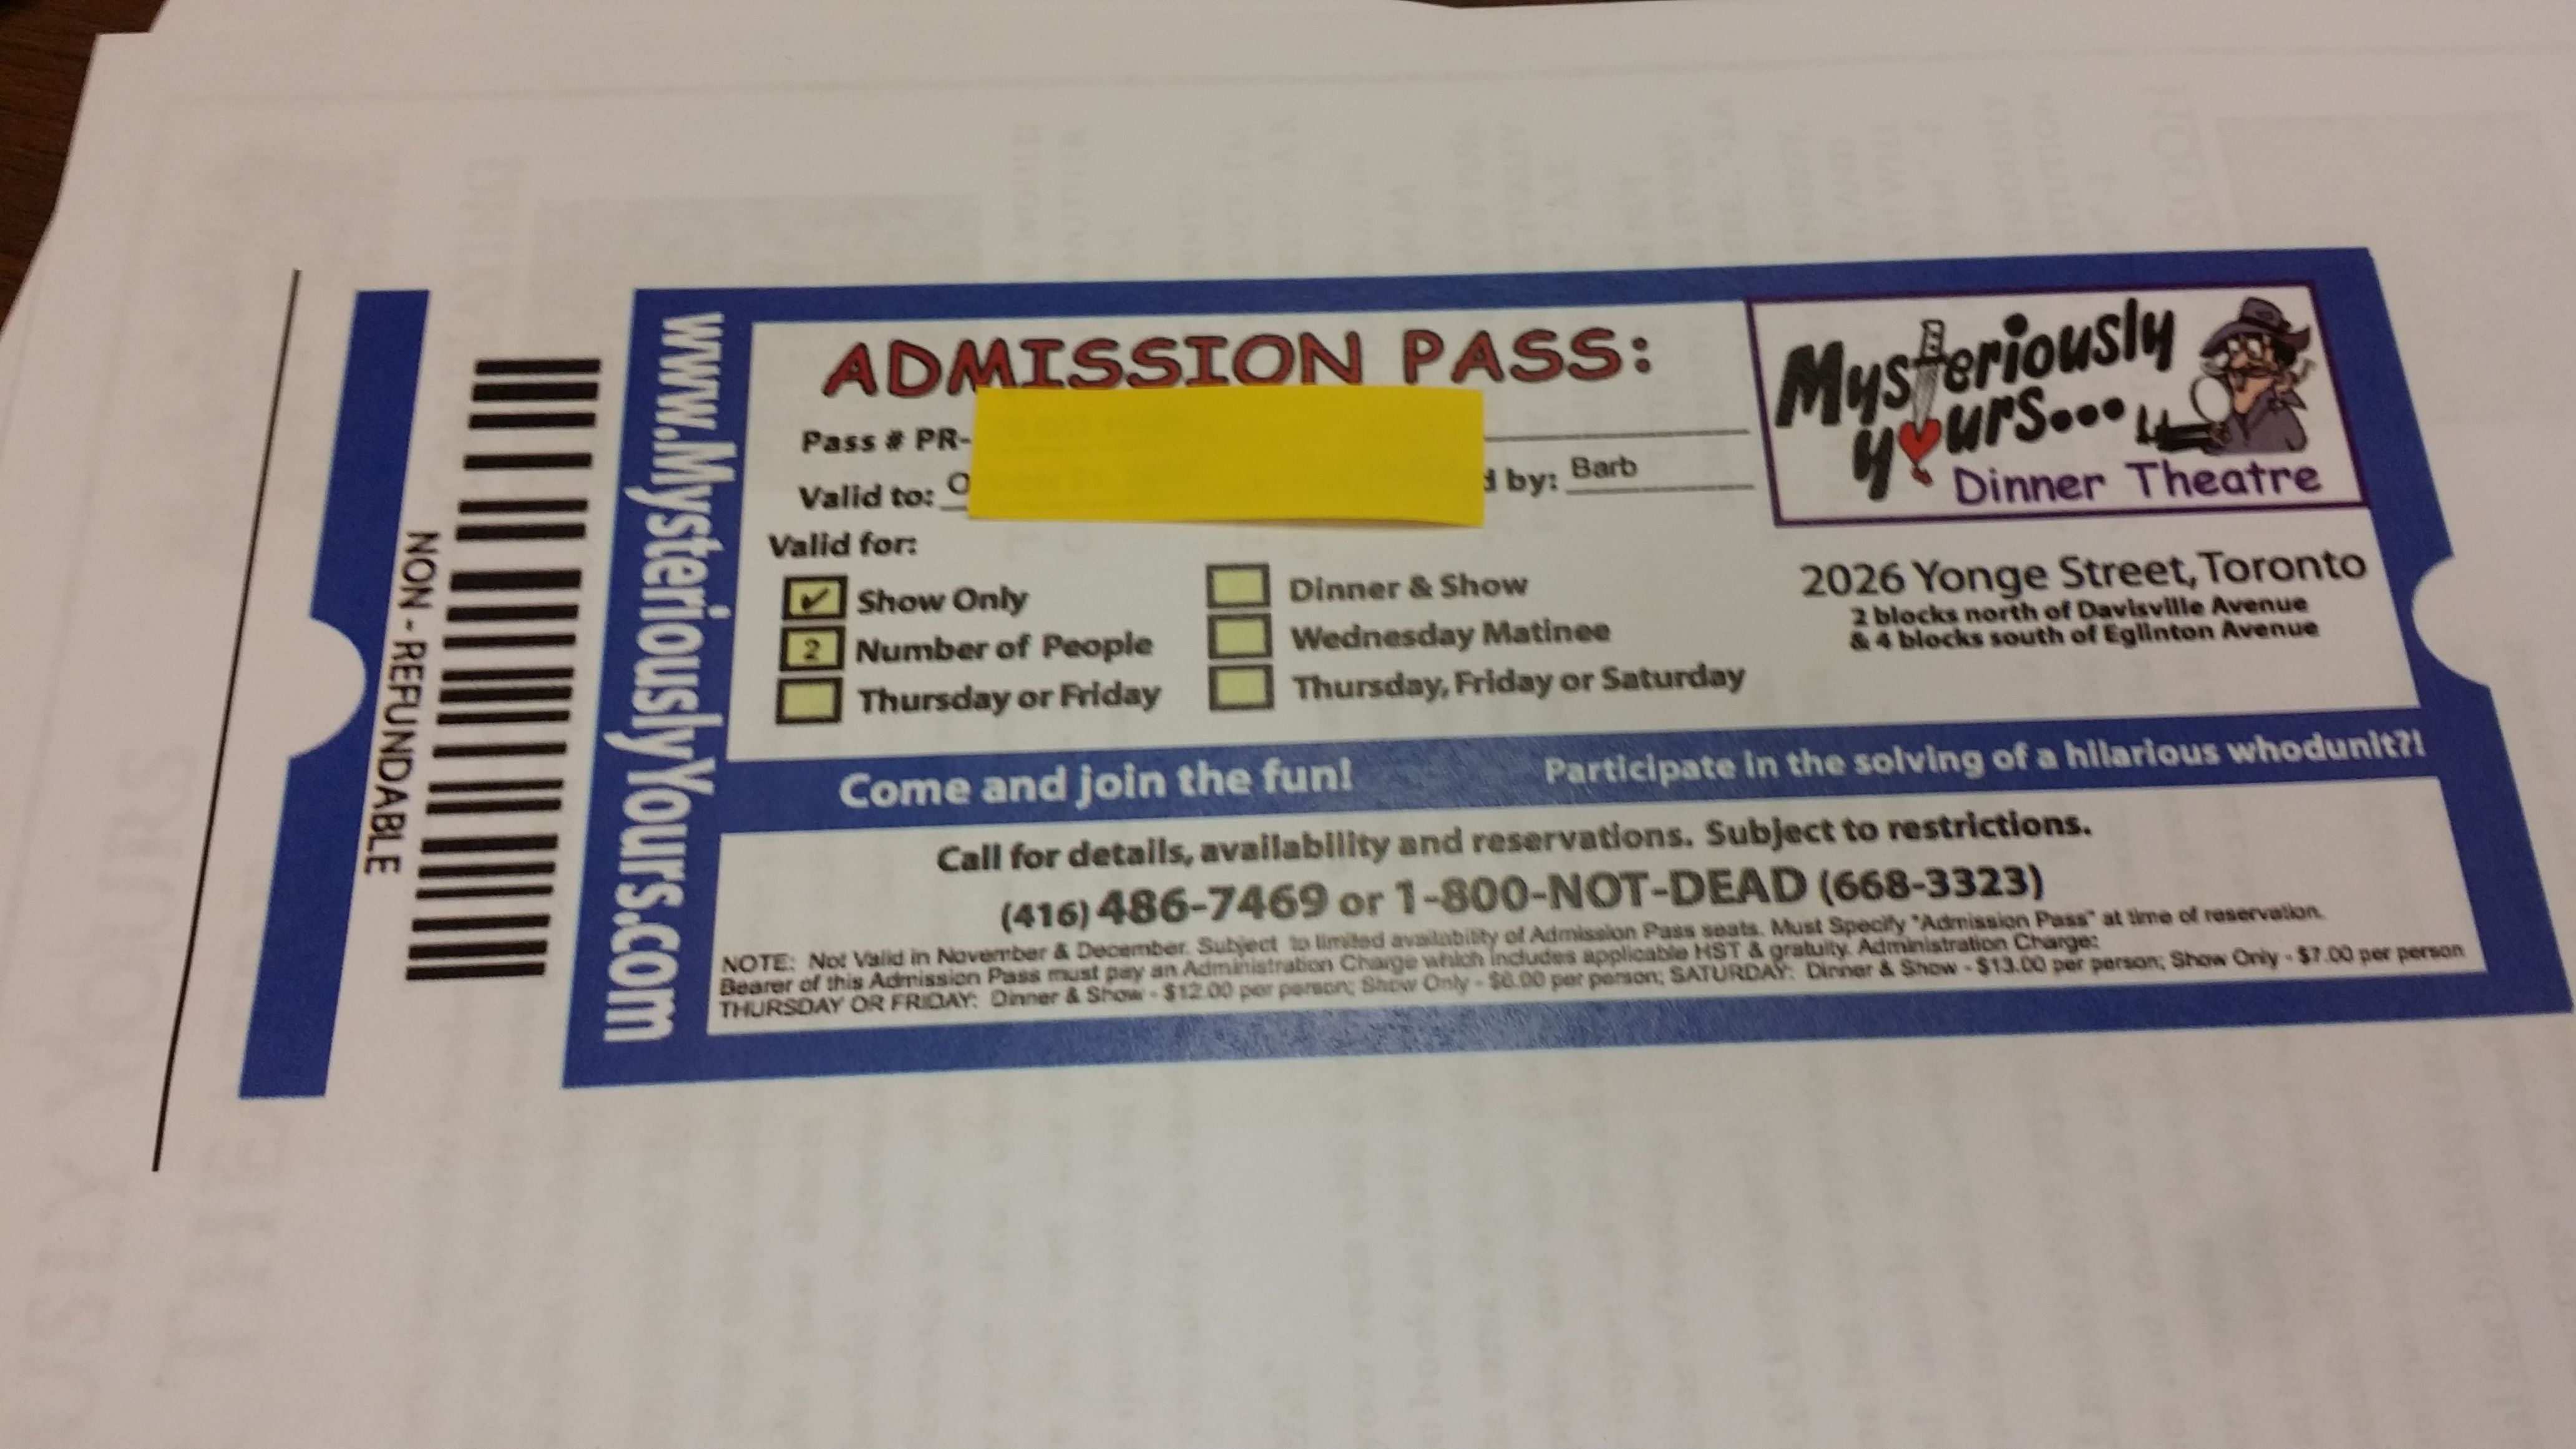 ADMISSION PASS:
Pass # PR-
Valid to: O
d by: Barb
Valid for:
✓ Show Only
2 Number of People
Thursday or Friday
Dinner & Show
Wednesday Matinee
Thursday, Friday or Saturday
Mysteriously
yours...
Dinner Theatre
2026 Yonge Street, Toronto
2 blocks north of Davisville Avenue
& 4 blocks south of Eglinton Avenue
Come and join the fun! Participate in the solving of a hilarious whodunit?!
Call for details, availability and reservations. Subject to restrictions.
(416) 486-7469 or 1-800-NOT-DEAD (668-3323)
NOTE: Not Valid in November & December. Subject to limited availability of Admission Pass seats. Must Specify "Admission Pass" at time of reservation.
Bearer of this Admission Pass must pay an Administration Charge which includes applicable HST & gratuity. Administration Charge:
THURSDAY OR FRIDAY: Dinner & Show - $12.00 per person; Show Only - $6.00 per person; SATURDAY: Dinner & Show - $13.00 per person; Show Only - $7.00 per person
www.MysteriouslyYours.com
NON - REFUNDABLE